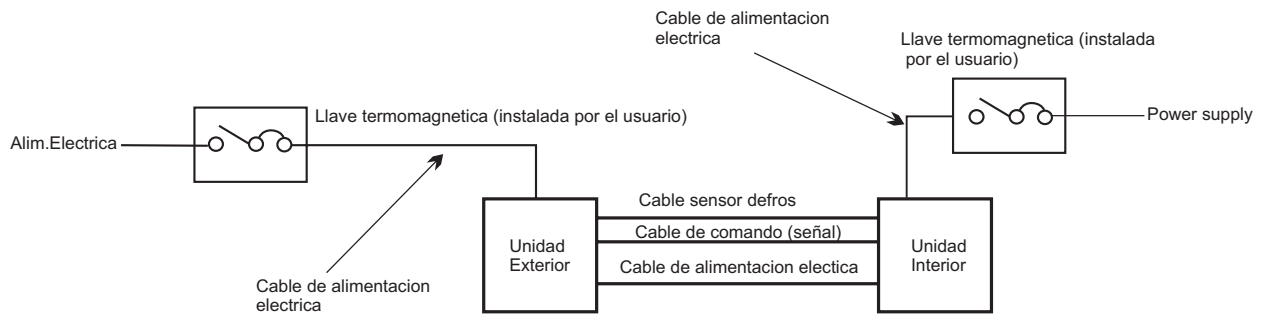 Cable de alimentacion
electrica
Llave termomagnetica (instalada
por el usuario)
Llave termomagnetica (instalada por el usuario)
Power supply
Alim.Electrica
Cable sensor defros
Cable de comando (señal)
Unidad
Exterior
Unidad
Interior
Cable de alimentacion electica
Cable de alimentacion
electrica